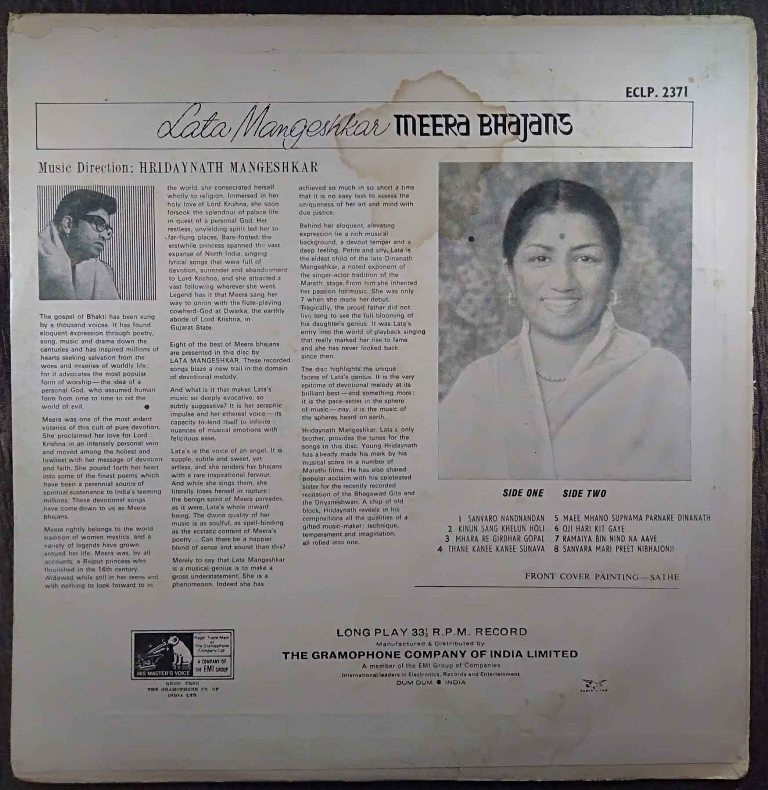 ECLP. 2371
Lata Mangeshkar MEERA BHAJANS
Music Direction: HRIDAYNATH MANGESHKAR
The gospel of Bhakti has been sung
by a thousand voices. It has found
eloquent expression through poetry,
song, music and drama down the
centuries and has inspired millions of
hearts seeking salvation from the
woes and miseries of worldly life,
for it advocates the most popular
form of worship—the idea of a
personal God, who assumed human
form from time to time to rid the
world of evil.
Meera was one of the most ardent
votaries of this cult of pure devotion.
She proclaimed her love for Lord
Krishna in an intensely personal vein
and moved among the holiest and
lowliest with her message of devotion
and faith. She poured forth her heart
into some of the finest poems which
have been a perennial source of
spiritual sustenance to India's teeming
millions. These devotional songs
have come down to us as Meera
bhajans.
Meera rightly belongs to the world
tradition of women mystics, and a
variety of legends have grown
around her life. Meera was, by all
accounts, a Rajput princess who
flourished in the 16th century.
Widowed while still in her teens and
with nothing to look forward to in
the world, she consecrated herself
wholly to religion. Immersed in her
holy love of Lord Krishna, she soon
forsook the splendour of palace life
in quest of a personal God. Her
restless, unyielding spirit led her to
far-flung places. Bare-footed, the
erstwhile princess spanned the vast
expanse of North India, singing
lyrical songs that were full of
devotion, surrender and abandonment
to Lord Krishna, and she attracted a
vast following wherever she went.
Legend has it that Meera sang her
way to union with the flute-playing
cowherd-God at Dwarka, the earthly
abode of Lord Krishna, in
Gujarat State.
Eight of the best of Meera bhajans
are presented in this disc by
LATA MANGESHKAR. These recorded
songs blaze a new trail in the domain
of devotional melody.
And what is it that makes Lata's
music so deeply evocative, so
subtly suggestive? It is her seraphic
impulse and her ethereal voice—its
capacity to lend itself to infinite
nuances of musical emotions with
felicitous ease.
Lata's is the voice of an angel. It is
supple, subtle and sweet, yet
artless, and she renders her bhajans
with a rare inspirational fervour.
And while she sings them, she
literally loses herself in rapture:
the benign spirit of Meera pervades,
as it were, Lata's whole inward
being. The divine quality of her
music is as soulful, as spell-binding
as the ecstatic content of Meera's
poetry... Can there be a happier
blend of sense and sound than this?
Merely to say that Lata Mangeshkar
is a musical genius is to make a
gross understatement. She is a
phenomenon. Indeed she has
achieved so much in so short a time
that it is no easy task to assess the
uniqueness of her art and mind with
due justice.
Behind her eloquent, elevating
expression lie a rich musical
background, a devout temper and a
deep feeling. Petite and shy, Lata is
the eldest child of the late Dinanath
Mangeshkar, a noted exponent of
the singer-actor tradition of the
Marathi stage. From him she inherited
her passion for music. She was only
7 when she made her debut.
Tragically, the proud father did not
live long to see the full blooming of
his daughter's genius. It was Lata's
entry into the world of playback singing
that really marked her rise to fame
and she has never looked back
since then.
The disc highlights the unique
facets of Lata's genius. It is the very
epitome of devotional melody at its
brilliant best—and something more:
it is the pace-setter in the sphere
of music—nay, it is the music of
the spheres heard on earth.
Hridaynath Mangeshkar, Lata's only
brother, provides the tunes for the
songs in this disc. Young Hridaynath
has already made his mark by his
musical score in a number of
Marathi films. He has also shared
popular acclaim with his celebrated
sister for the recently recorded
recitation of the Bhagawad Gita and
the Dnyaneshwari. A chip of old
block, Hridaynath reveals in his
compositions all the qualities of a
gifted music-maker: technique,
temperament and imagination,
all rolled into one.
SIDE ONE SIDE TWO
1 SANVARO NANDNANDAN 5 MAEE MHANO SUPNAMA PARNARE DINANATH
2 KINUK SANG KHELUN HOLI 6 OJI HARI KIT GAYE
3 MHARA RE GIRDHAR GOPAL 7 RAMAIYA BIN NIND NA AAVE
4 THANE KANEE KANEE SUNAVA 8 SANVARA MARI PREET NIBHAJONJI
FRONT COVER PAINTING—SATHE
LONG PLAY 33⅓ R.P.M. RECORD
Manufactured & Distributed by
THE GRAMOPHONE COMPANY OF INDIA LIMITED
A member of the EMI Group of Companies
International leaders in Electronics, Records and Entertainment
DUM DUM ● INDIA
Regd. Trade Mark
of
The Gramophone
Company Ltd
A COMPANY OF
THE EMI GROUP
HIS MASTER'S VOICE
REGD. USER
THE GRAMOPHONE CO. OF
INDIA LTD.